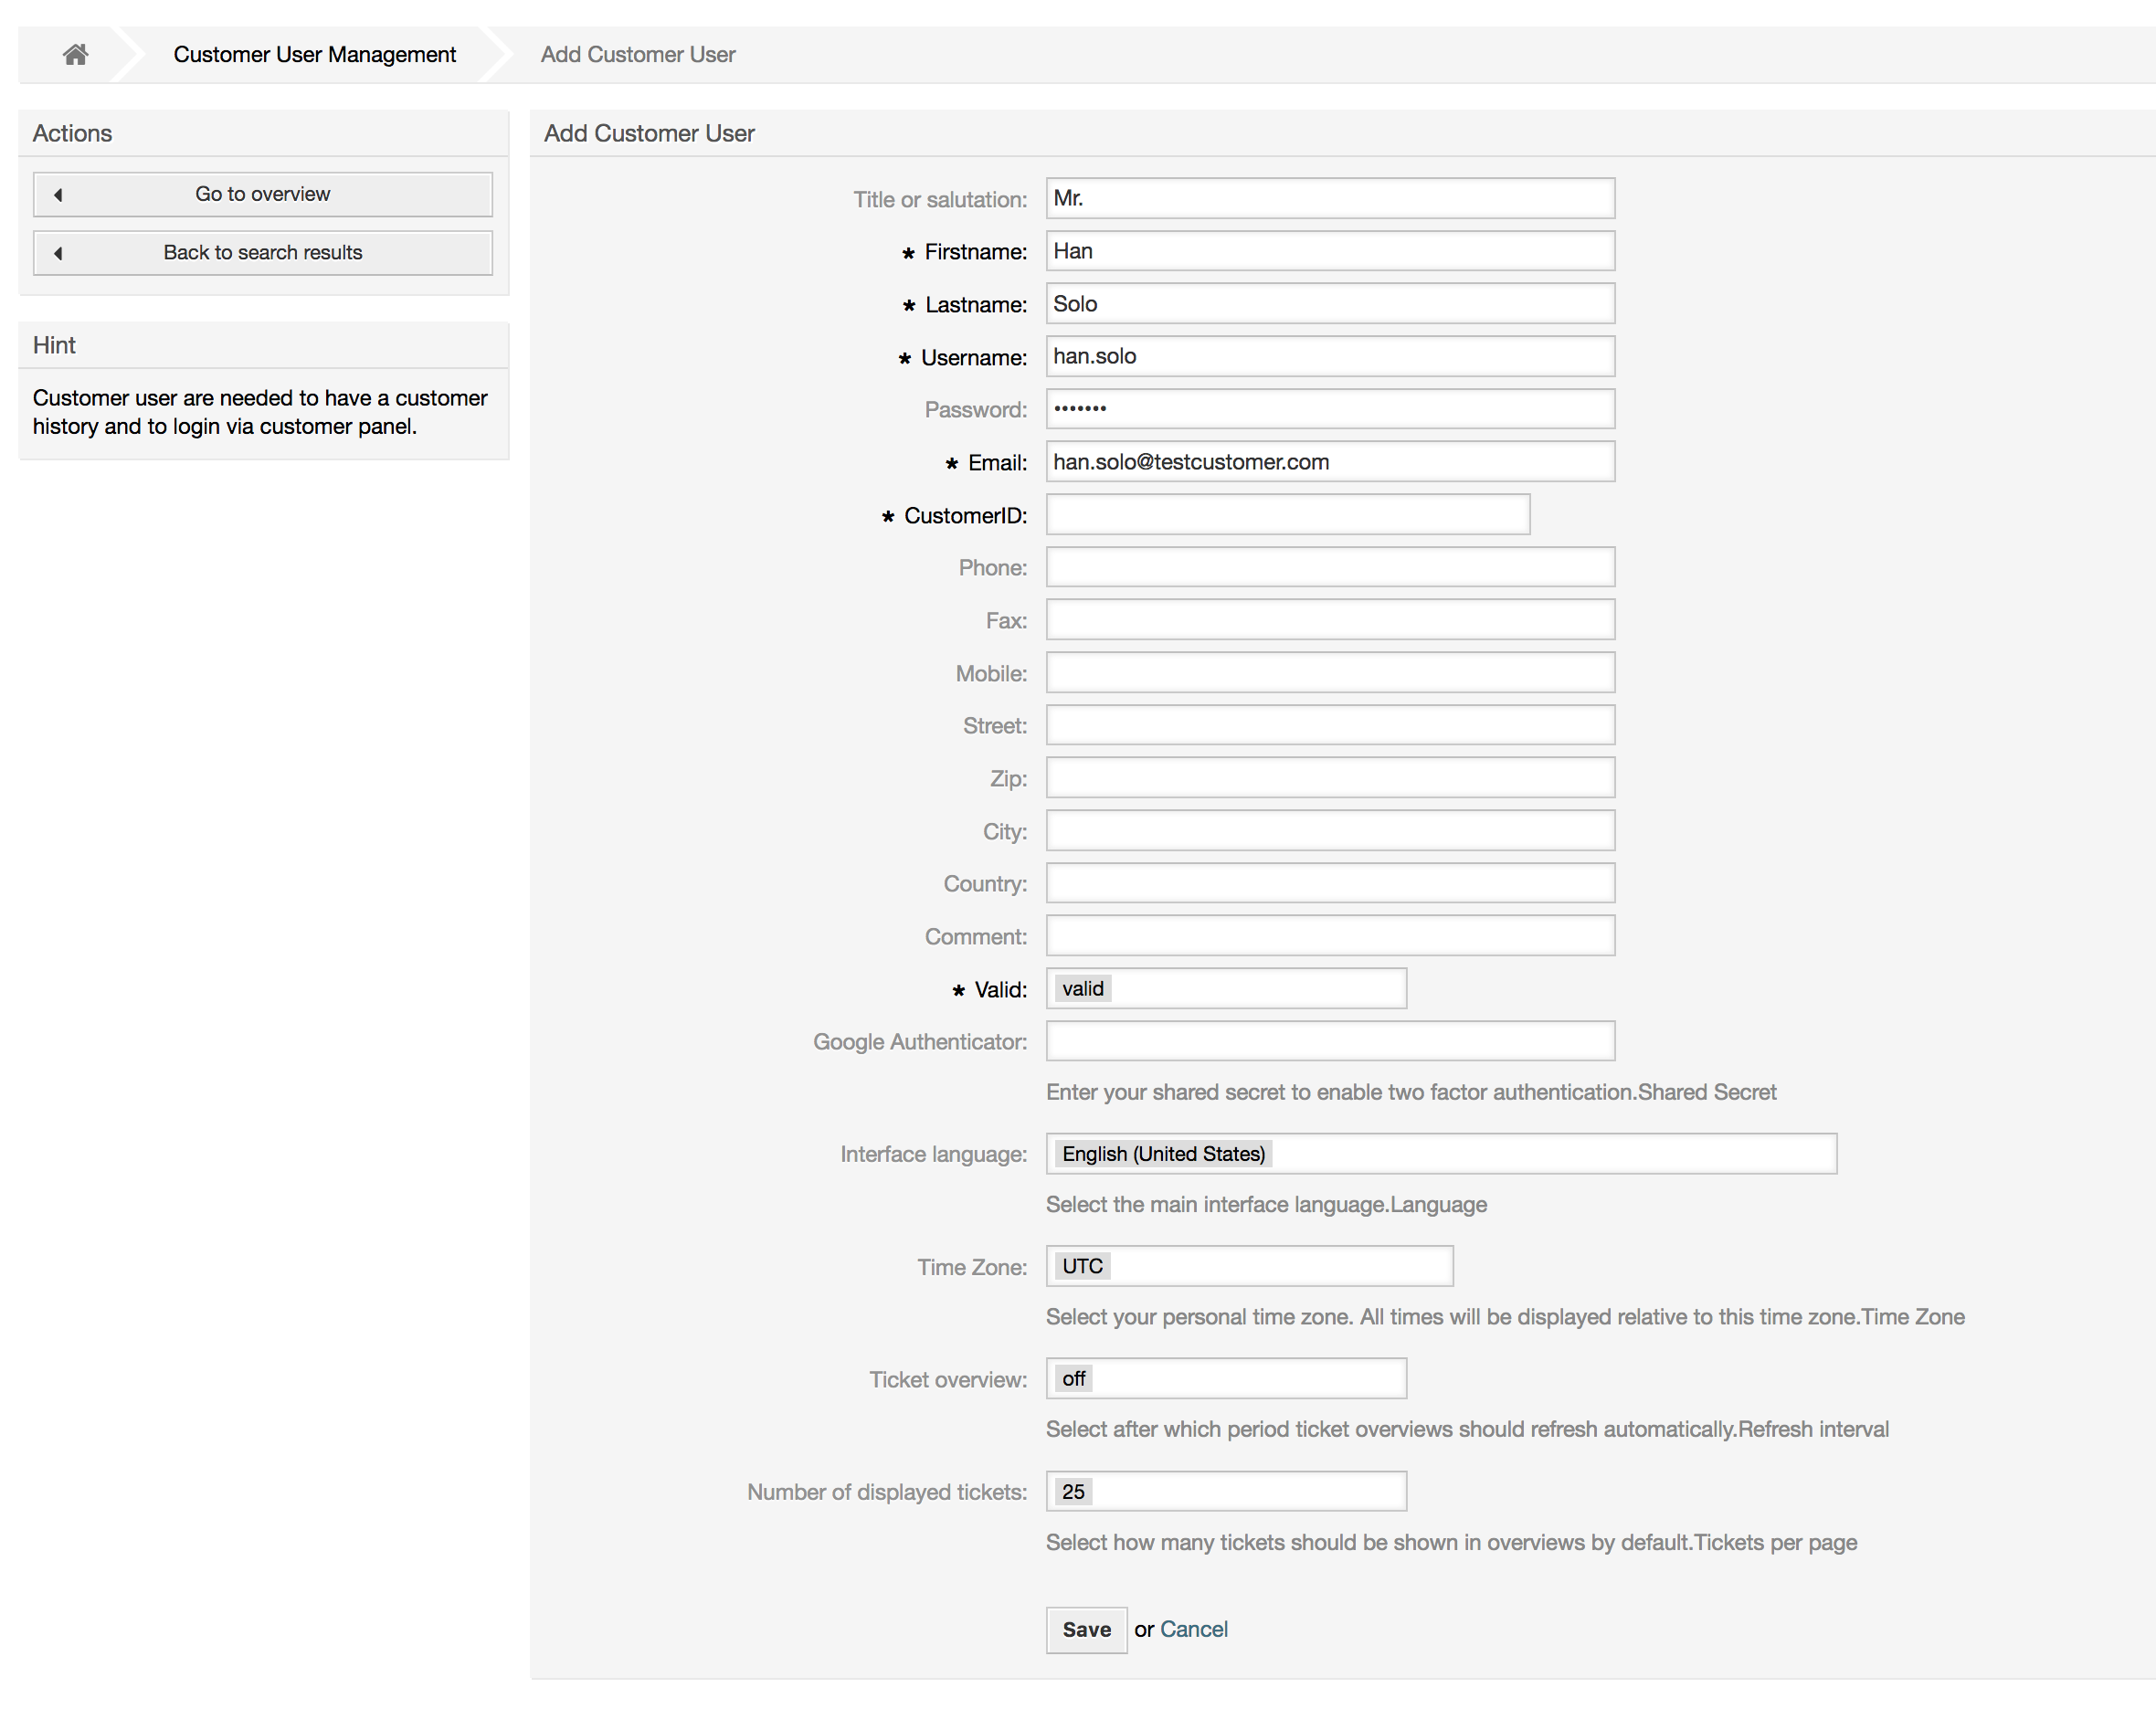 Customer User Management
Add Customer User
Actions
Go to overview
Back to search results
Hint
Customer user are needed to have a customer
history and to login via customer panel.
Add Customer User
Title or salutation: Mr.
* Firstname: Han
* Lastname: Solo
* Username: han.solo
Password: •••••••
* Email: han.solo@testcustomer.com
* CustomerID:
Phone:
Fax:
Mobile:
Street:
Zip:
City:
Country:
Comment:
* Valid: valid
Google Authenticator:
Enter your shared secret to enable two factor authentication.Shared Secret
Interface language: English (United States)
Select the main interface language.Language
Time Zone: UTC
Select your personal time zone. All times will be displayed relative to this time zone.Time Zone
Ticket overview: off
Select after which period ticket overviews should refresh automatically.Refresh interval
Number of displayed tickets: 25
Select how many tickets should be shown in overviews by default.Tickets per page
Save or Cancel